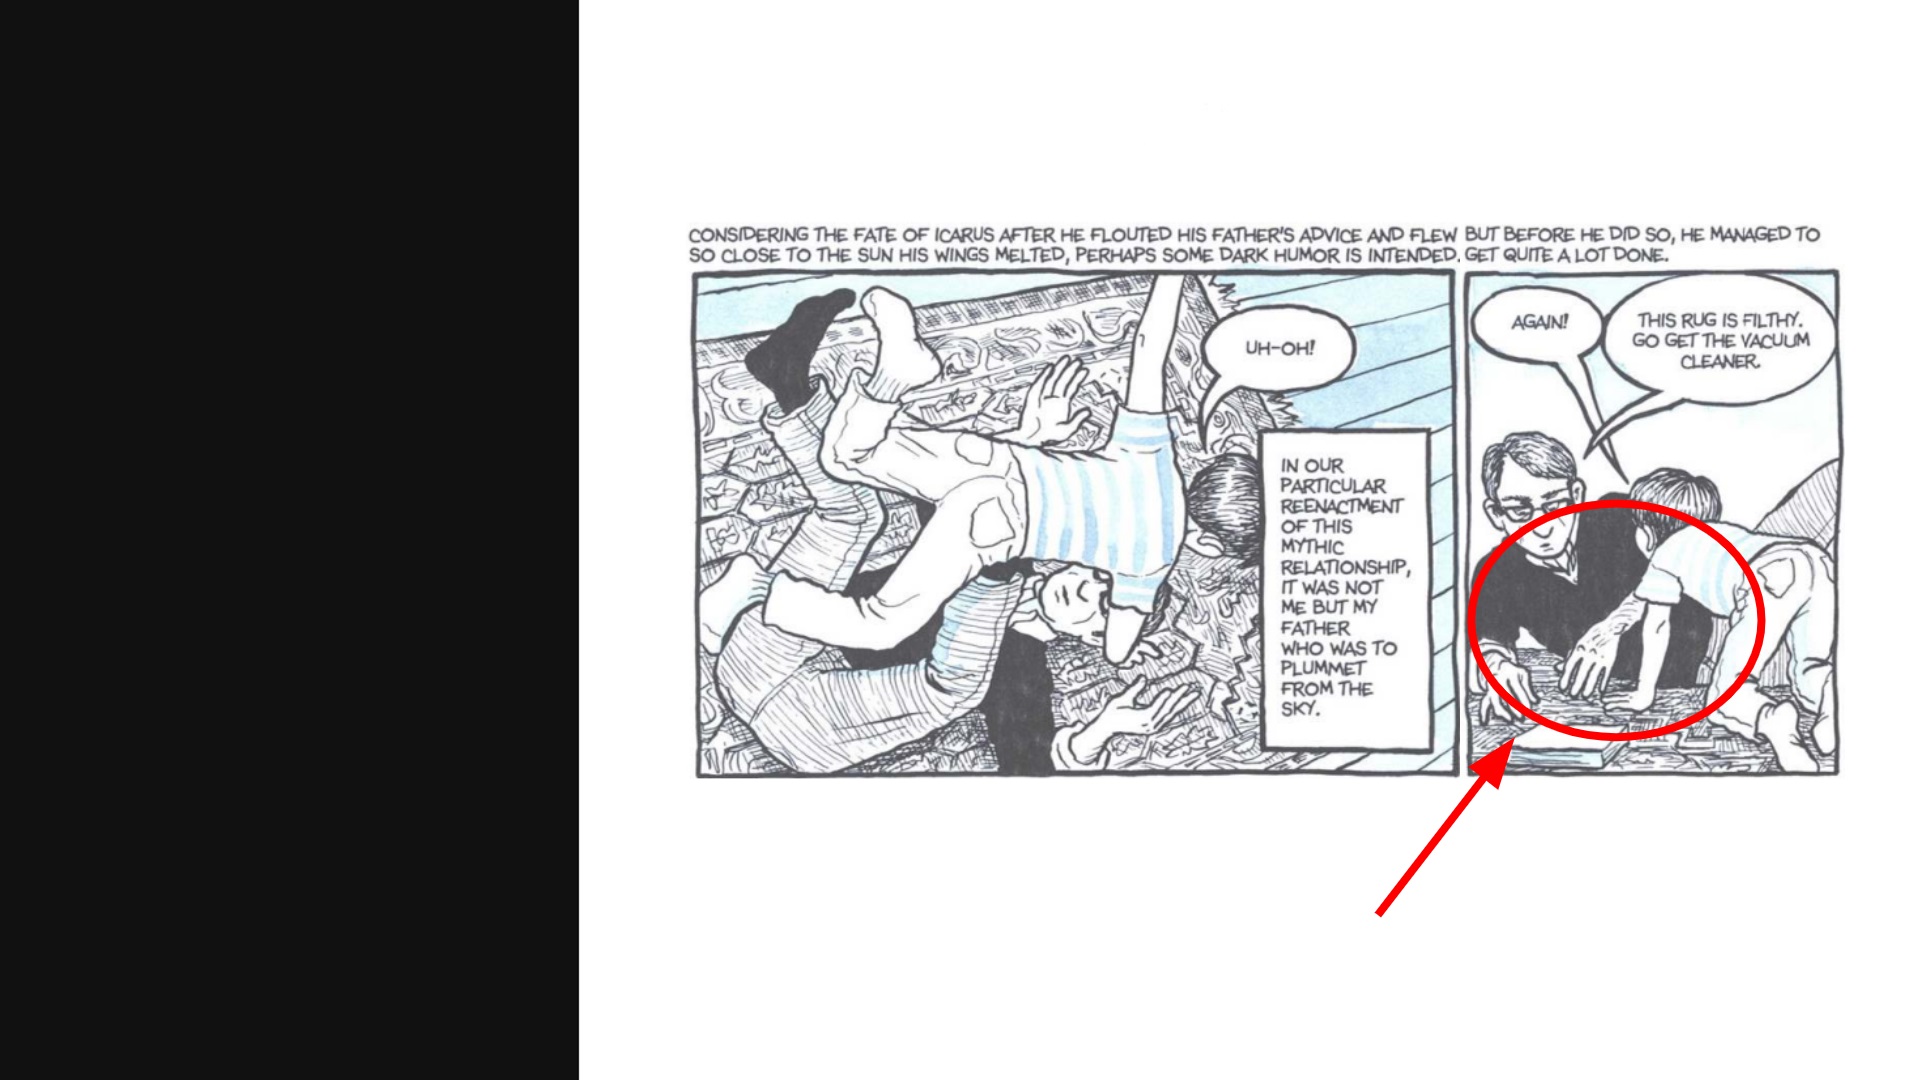 CONSIDERING THE FATE OF ICARUS AFTER HE FLOUTED HIS FATHER'S ADVICE AND FLEW
SO CLOSE TO THE SUN HIS WINGS MELTED, PERHAPS SOME DARK HUMOR IS INTENDED.
UH-OH!
IN OUR
PARTICULAR
REENACTMENT
OF THIS
MYTHIC
RELATIONSHIP,
IT WAS NOT
ME BUT MY
FATHER
WHO WAS TO
PLUMMET
FROM THE
SKY.
BUT BEFORE HE DID SO, HE MANAGED TO
GET QUITE A LOT DONE.
AGAIN!
THIS RUG IS FILTHY.
GO GET THE VACUUM
CLEANER.